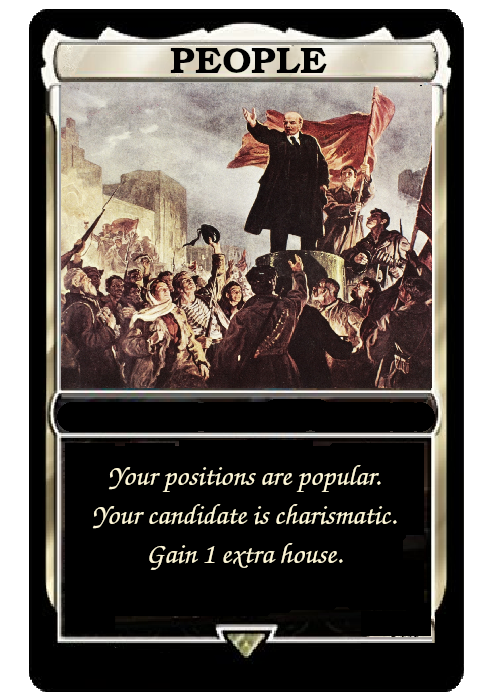 PEOPLE
Your positions are popular.
Your candidate is charismatic.
Gain 1 extra house.